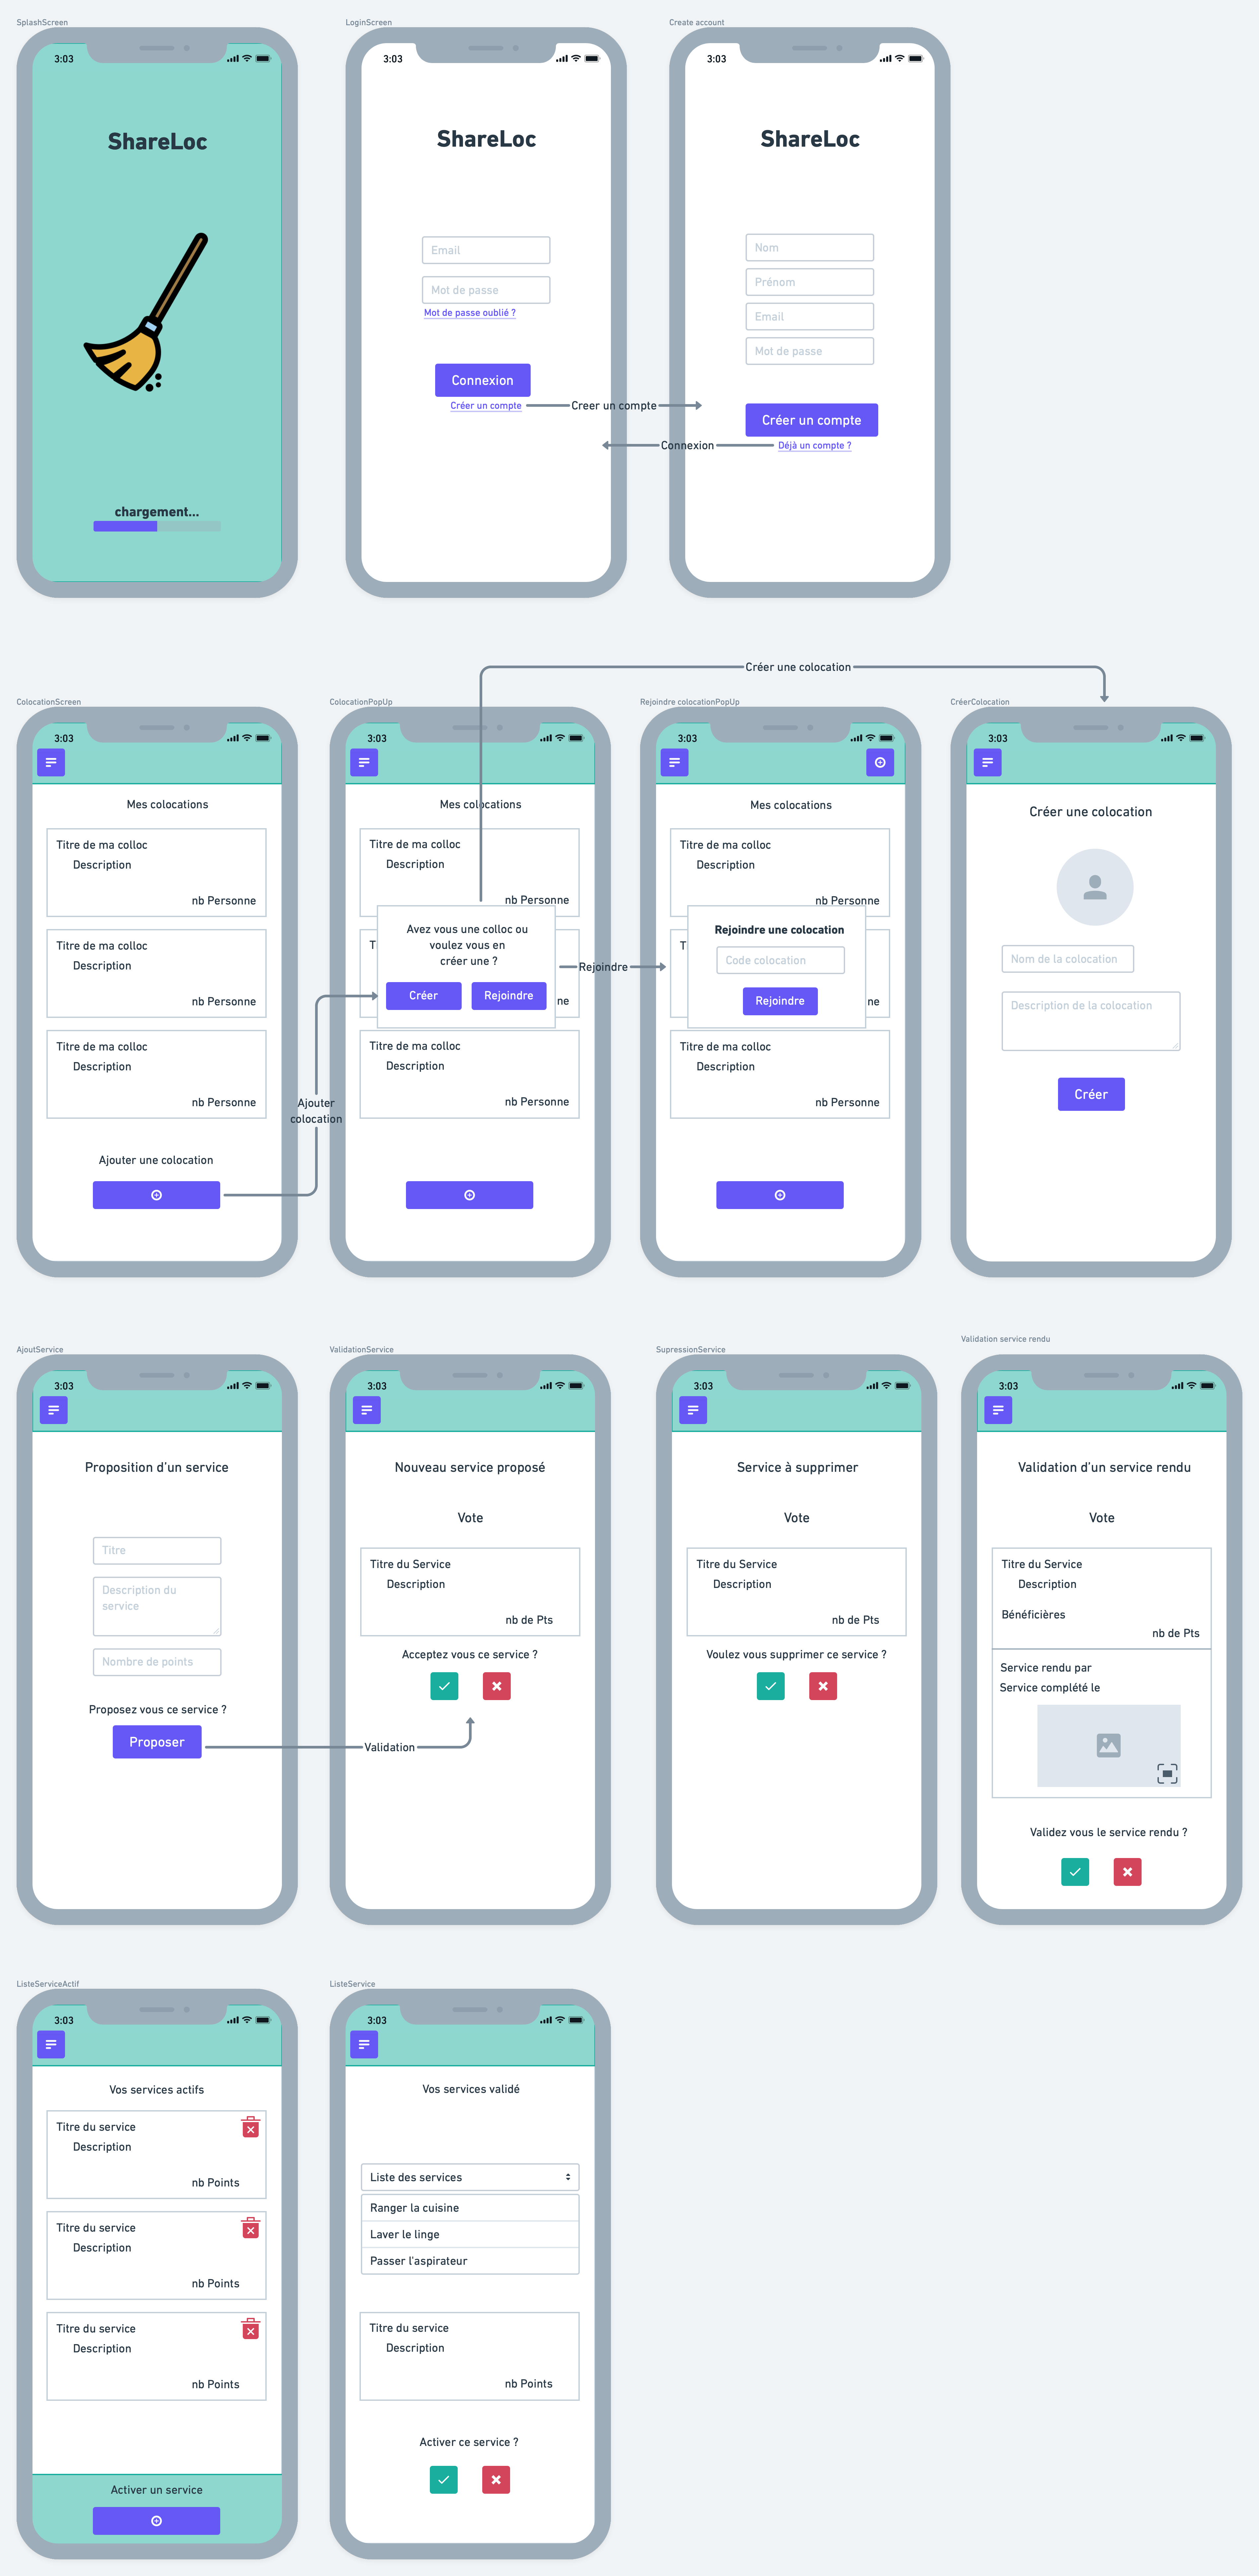 SplashScreen
3:03
ShareLoc
chargement...
LoginScreen
3:03
ShareLoc
Email
Mot de passe
Mot de passe oublié ?
Connexion
Créer un compte
Creer un compte
Connexion
Create account
3:03
ShareLoc
Nom
Prénom
Email
Mot de passe
Créer un compte
Déjà un compte ?
Créer une colocation
ColocationScreen
3:03
Mes colocations
Titre de ma colloc
Description
nb Personne
Titre de ma colloc
Description
nb Personne
Titre de ma colloc
Description
nb Personne
Ajouter une colocation
Ajouter
colocation
ColocationPopUp
3:03
Mes colocations
Titre de ma colloc
Description
nb Personne
Avez vous une colloc ou
voulez vous en
créer une ?
Créer
Rejoindre
T
ne
Titre de ma colloc
Description
nb Personne
Rejoindre
Rejoindre colocationPopUp
3:03
Mes colocations
Titre de ma colloc
Description
nb Personne
Rejoindre une colocation
Code colocation
Rejoindre
T
ne
Titre de ma colloc
Description
nb Personne
CréerColocation
3:03
Créer une colocation
Nom de la colocation
Description de la colocation
Créer
AjoutService
3:03
Proposition d'un service
Titre
Description du
service
Nombre de points
Proposez vous ce service ?
Proposer
Validation
ValidationService
3:03
Nouveau service proposé
Vote
Titre du Service
Description
nb de Pts
Acceptez vous ce service ?
SupressionService
3:03
Service à supprimer
Vote
Titre du Service
Description
nb de Pts
Voulez vous supprimer ce service ?
Validation service rendu
3:03
Validation d'un service rendu
Vote
Titre du Service
Description
Bénéficières
nb de Pts
Service rendu par
Service complété le
Validez vous le service rendu ?
ListeServiceActif
3:03
Vos services actifs
Titre du service
Description
nb Points
Titre du service
Description
nb Points
Titre du service
Description
nb Points
Activer un service
ListeService
3:03
Vos services validé
Liste des services
Ranger la cuisine
Laver le linge
Passer l'aspirateur
Titre du service
Description
nb Points
Activer ce service ?